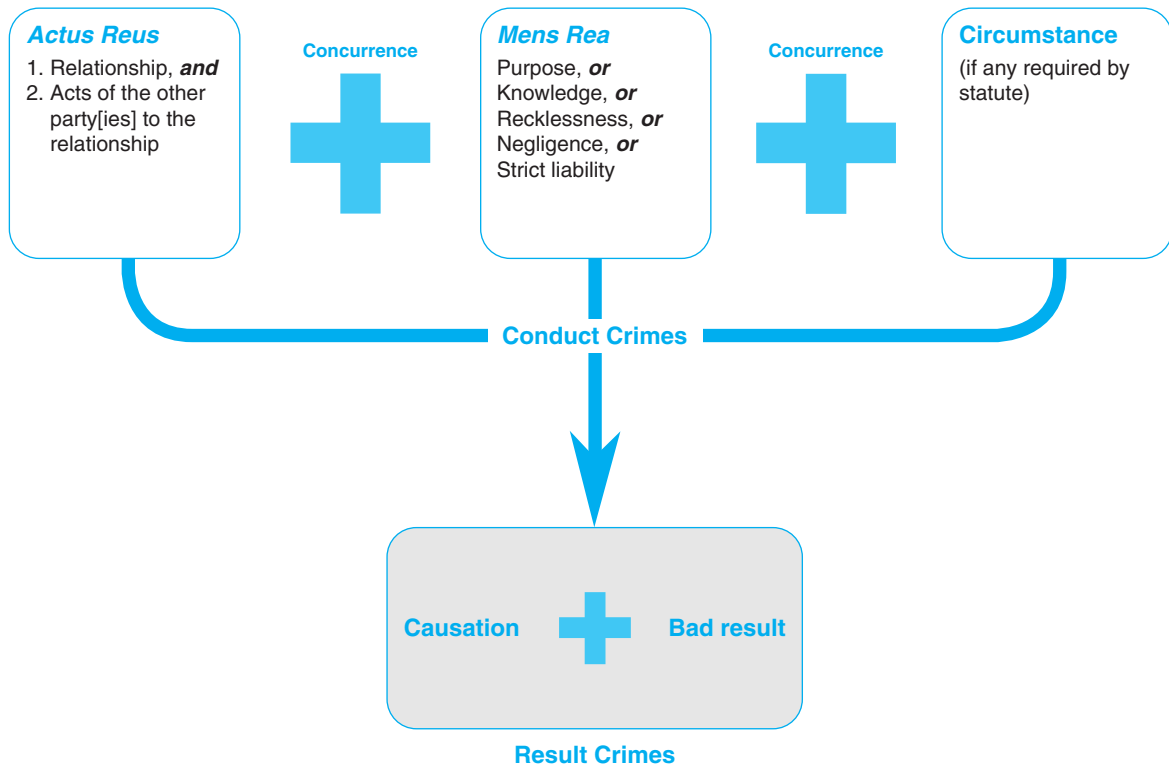 Actus Reus
1. Relationship, and
2. Acts of the other
party[ies] to the
relationship
Concurrence
Mens Rea
Purpose, or
Knowledge, or
Recklessness, or
Negligence, or
Strict liability
Concurrence
Circumstance
(if any required by
statute)
Conduct Crimes
Causation
Bad result
Result Crimes